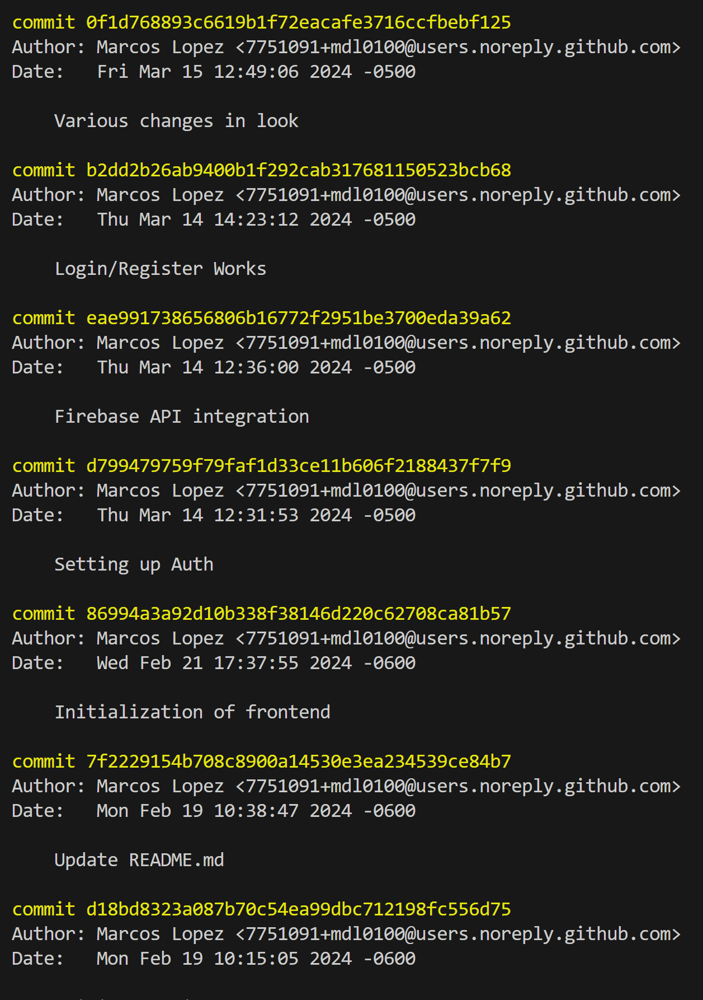 commit 0f1d768893c6619b1f72eacafe3716ccfbebf125
Author: Marcos Lopez <7751091+mdl0100@users.noreply.github.com>
Date:   Fri Mar 15 12:49:06 2024 -0500
Various changes in look
commit b2dd2b26ab9400b1f292cab317681150523bcb68
Author: Marcos Lopez <7751091+mdl0100@users.noreply.github.com>
Date:   Thu Mar 14 14:23:12 2024 -0500
Login/Register Works
commit eae991738656806b16772f2951be3700eda39a62
Author: Marcos Lopez <7751091+mdl0100@users.noreply.github.com>
Date:   Thu Mar 14 12:36:00 2024 -0500
Firebase API integration
commit d799479759f79faf1d33ce11b606f2188437f7f9
Author: Marcos Lopez <7751091+mdl0100@users.noreply.github.com>
Date:   Thu Mar 14 12:31:53 2024 -0500
Setting up Auth
commit 86994a3a92d10b338f38146d220c62708ca81b57
Author: Marcos Lopez <7751091+mdl0100@users.noreply.github.com>
Date:   Wed Feb 21 17:37:55 2024 -0600
Initialization of frontend
commit 7f2229154b708c8900a14530e3ea234539ce84b7
Author: Marcos Lopez <7751091+mdl0100@users.noreply.github.com>
Date:   Mon Feb 19 10:38:47 2024 -0600
Update README.md
commit d18bd8323a087b70c54ea99dbc712198fc556d75
Author: Marcos Lopez <7751091+mdl0100@users.noreply.github.com>
Date:   Mon Feb 19 10:15:05 2024 -0600